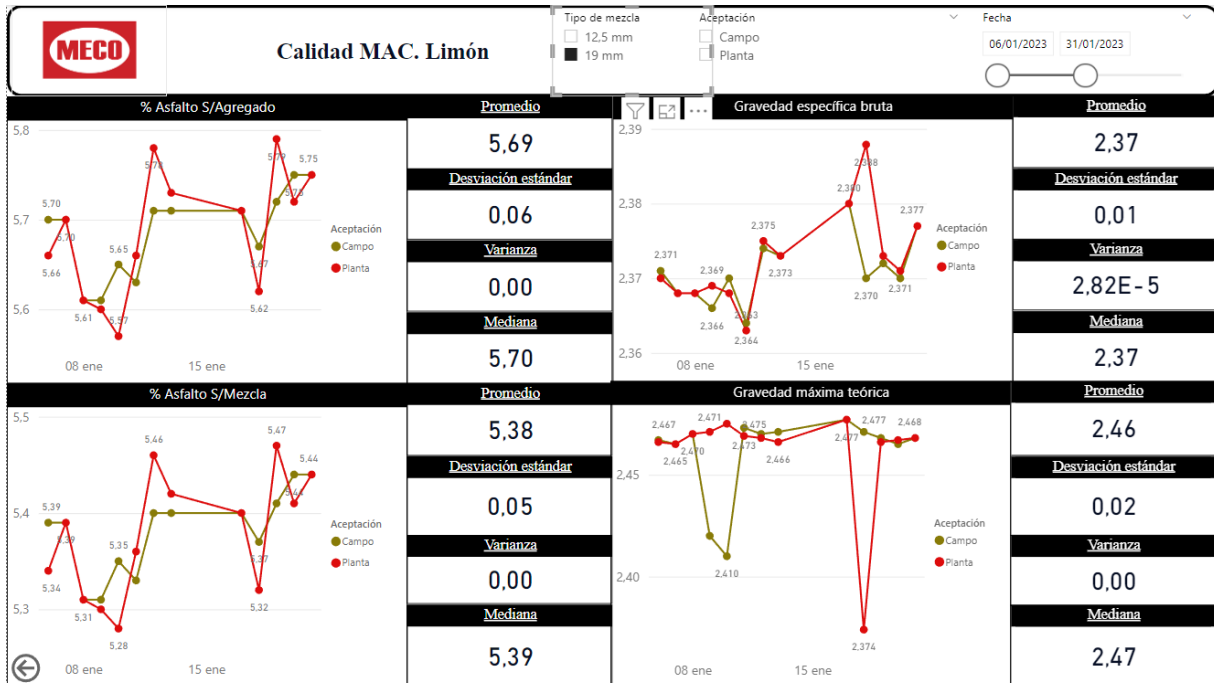 MECO
Calidad MAC. Limón
Tipo de mezcla
12,5 mm
19 mm
Aceptación
Campo
Planta
Fecha
06/01/2023
31/01/2023
% Asfalto S/Agregado
5,8
5,7
5,6
5,70
5,66
5,70
5,61
5,65
5,57
5,78
5,67
5,62
5,79
5,73
5,75
08 ene
15 ene
Aceptación
Campo
Planta
Promedio
5,69
Desviación estándar
0,06
Varianza
0,00
Mediana
5,70
Gravedad específica bruta
2,39
2,38
2,37
2,36
2,371
2,369
2,366
2,363
2,364
2,375
2,373
2,380
2,388
2,370
2,371
2,377
08 ene
15 ene
Aceptación
Campo
Planta
Promedio
2,37
Desviación estándar
0,01
Varianza
2,82E-5
Mediana
2,37
% Asfalto S/Mezcla
5,5
5,4
5,3
5,39
5,34
5,39
5,31
5,35
5,28
5,46
5,37
5,32
5,47
5,41
5,44
08 ene
15 ene
Aceptación
Campo
Planta
Promedio
5,38
Desviación estándar
0,05
Varianza
0,00
Mediana
5,39
Gravedad máxima teórica
2,45
2,40
2,467
2,465
2,470
2,471
2,410
2,473
2,475
2,466
2,477
2,374
2,477
2,468
08 ene
15 ene
Aceptación
Campo
Planta
Promedio
2,46
Desviación estándar
0,02
Varianza
0,00
Mediana
2,47